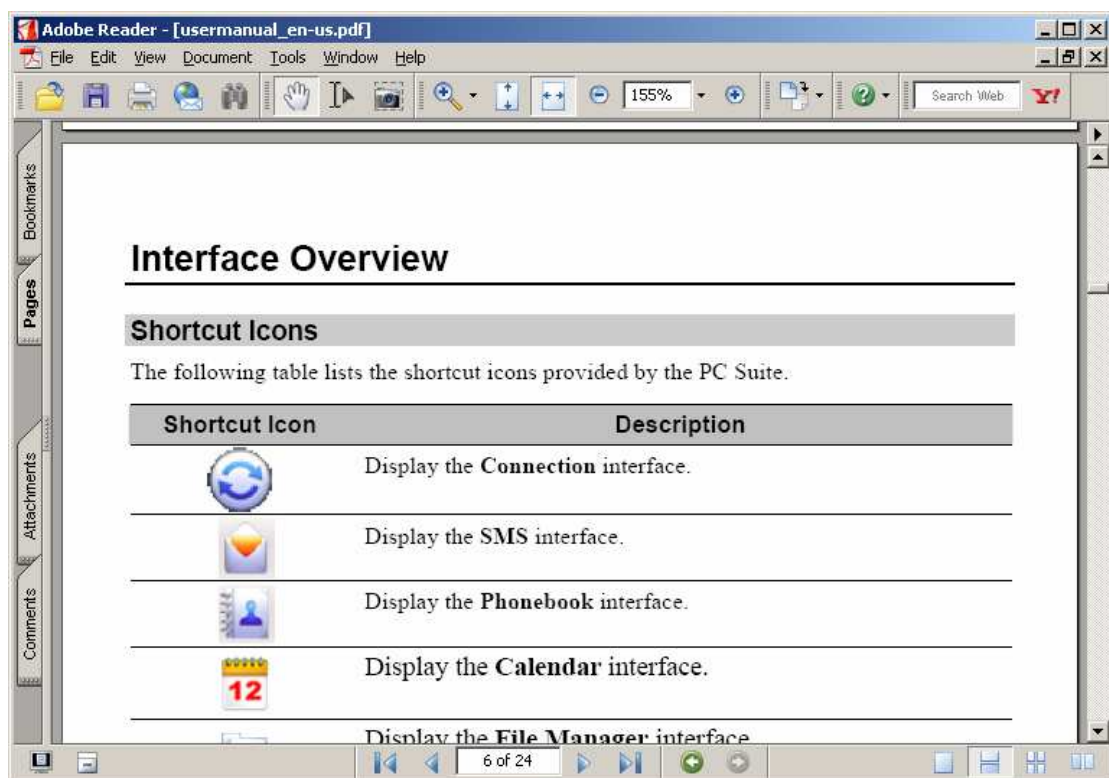 Adobe Reader - [usermanual_en-us.pdf]
File Edit View Document Tools Window Help
155%
Search Web
Y!
Bookmarks
Pages
Attachments
Comments
Interface Overview
Shortcut Icons
The following table lists the shortcut icons provided by the PC Suite.
Shortcut Icon Description
Display the Connection interface.
Display the SMS interface.
Display the Phonebook interface.
12 Display the Calendar interface.
Display the File Manager interface
6 of 24